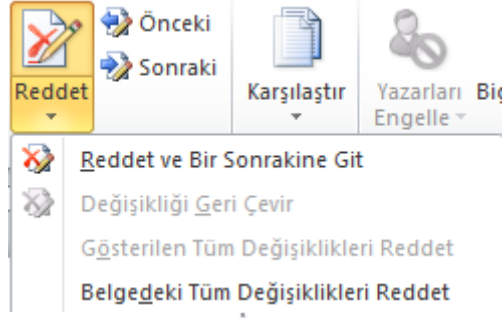 Önceki
Sonraki
Reddet
Karşılaştır
Yazarları
Engelle
Reddet ve Bir Sonrakine Git
Değişikliği Geri Çevir
Gösterilen Tüm Değişiklikleri Reddet
Belgedeki Tüm Değişiklikleri Reddet